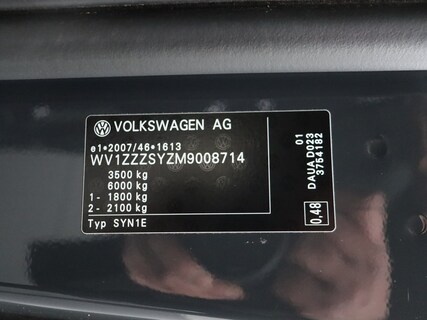 VOLKSWAGEN AG
e1*2007/46*1613
WV1ZZZSYZM9008714
3500 kg
6000 kg
1- 1800 kg
2- 2100 kg
Typ SYN1E
01
DAUA D023
3754182
0.48